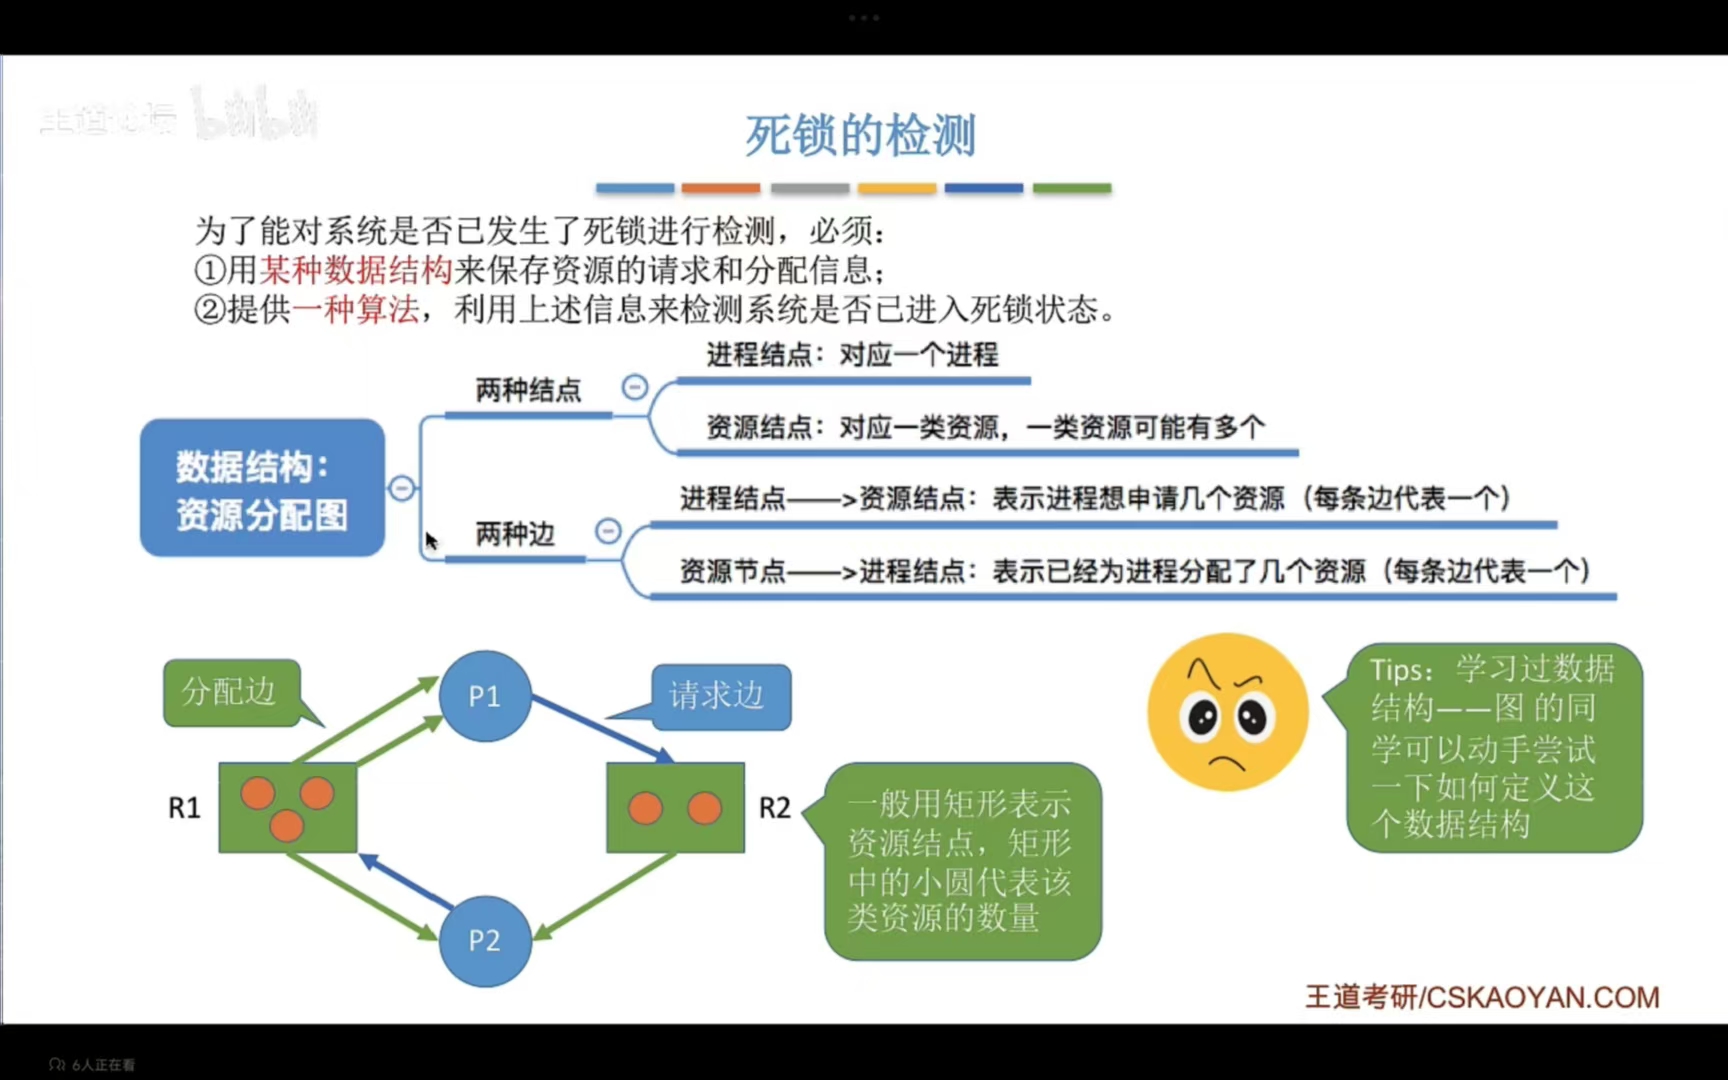 王道论坛 bilibili
死锁的检测
为了能对系统是否已发生了死锁进行检测，必须：
①用某种数据结构来保存资源的请求和分配信息；
②提供一种算法，利用上述信息来检测系统是否已进入死锁状态。
数据结构：
资源分配图
两种结点
进程结点：对应一个进程
资源结点：对应一类资源，一类资源可能有多个
两种边
进程结点——>资源结点：表示进程想申请几个资源（每条边代表一个）
资源节点——>进程结点：表示已经为进程分配了几个资源（每条边代表一个）
分配边
P1
请求边
R1
R2
P2
一般用矩形表示
资源结点，矩形
中的小圆代表该
类资源的数量
Tips：学习过数据
结构——图 的同
学可以动手尝试
一下如何定义这
个数据结构
王道考研/CSKAOYAN.COM
6人正在看